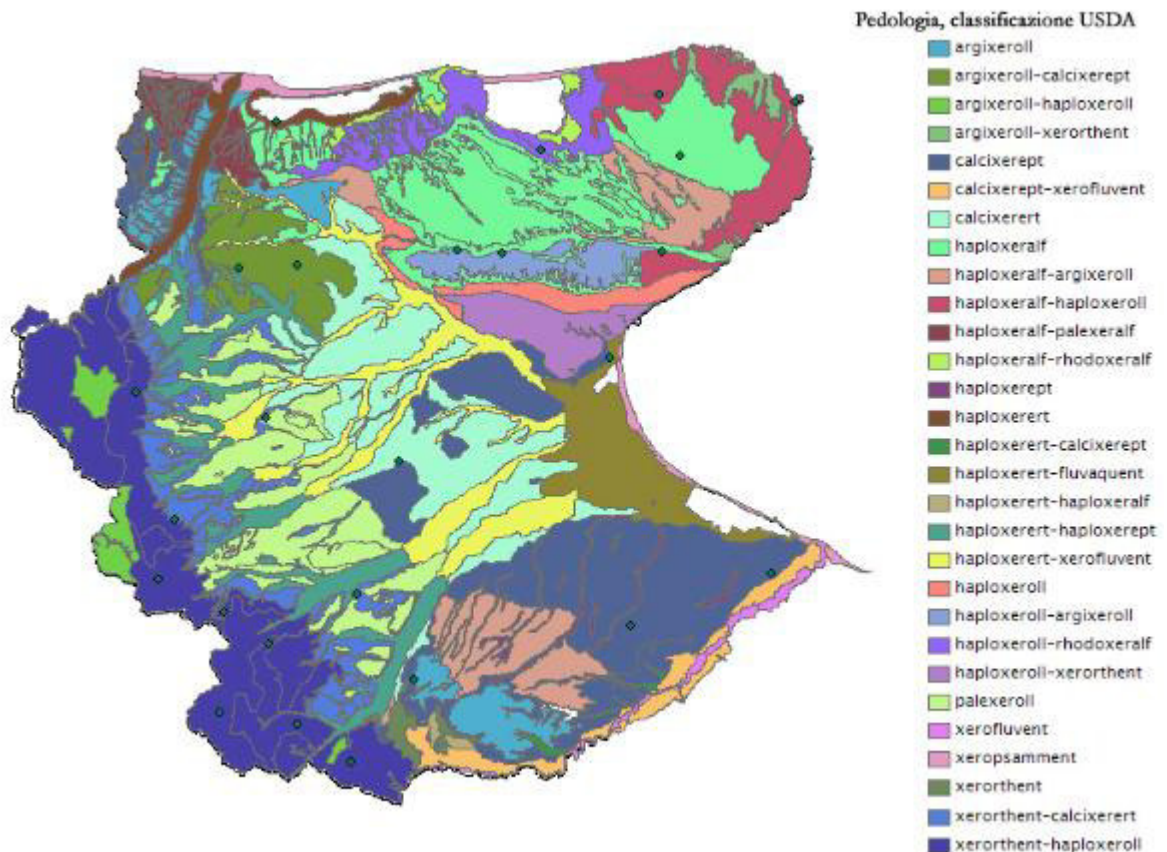 Pedologia, classificazione USDA
argixeroll
argixeroll-calcixerept
argixeroll-haploxeroll
argixeroll-xerorthent
calcixerept
calcixerept-xerofluvent
calcixerert
haploxeralf
haploxeralf-argixeroll
haploxeralf-haploxeroll
haploxeralf-palexeralf
haploxeralf-rhodoxeralf
haploxerept
haploxerert
haploxerert-calcixerept
haploxerert-fluvaquent
haploxerert-haploxeralf
haploxerert-haploxerept
haploxerert-xerofluvent
haploxeroll
haploxeroll-argixeroll
haploxeroll-rhodoxeralf
haploxeroll-xerorthent
palexeroll
xerofluvent
xeropsamment
xerorthent
xerorthent-calcixerert
xerorthent-haploxeroll